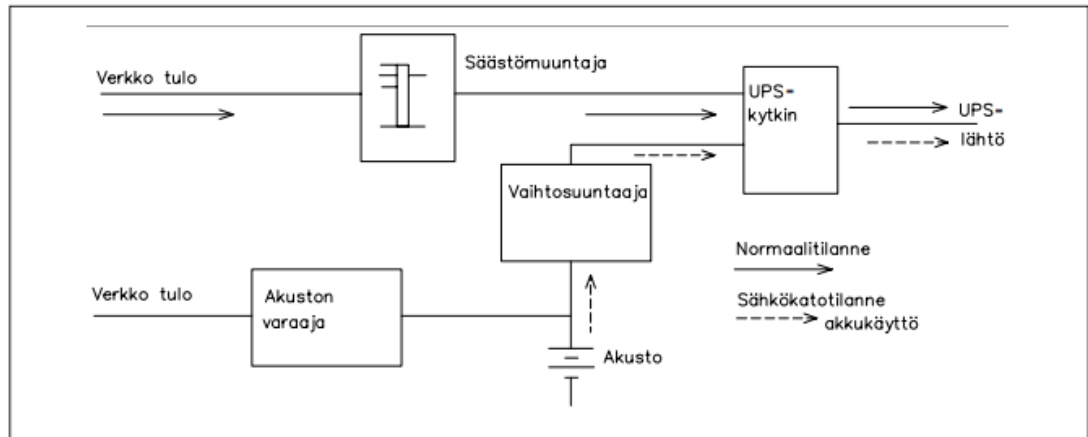 Verkko tulo
Säästömuuntaja
UPS-
kytkin
UPS-
lähtö
Vaihtosuuntaaja
Normaalitilanne
Verkko tulo
Akuston
varaaja
Sähkökatotilanne
akkukäyttö
Akusto